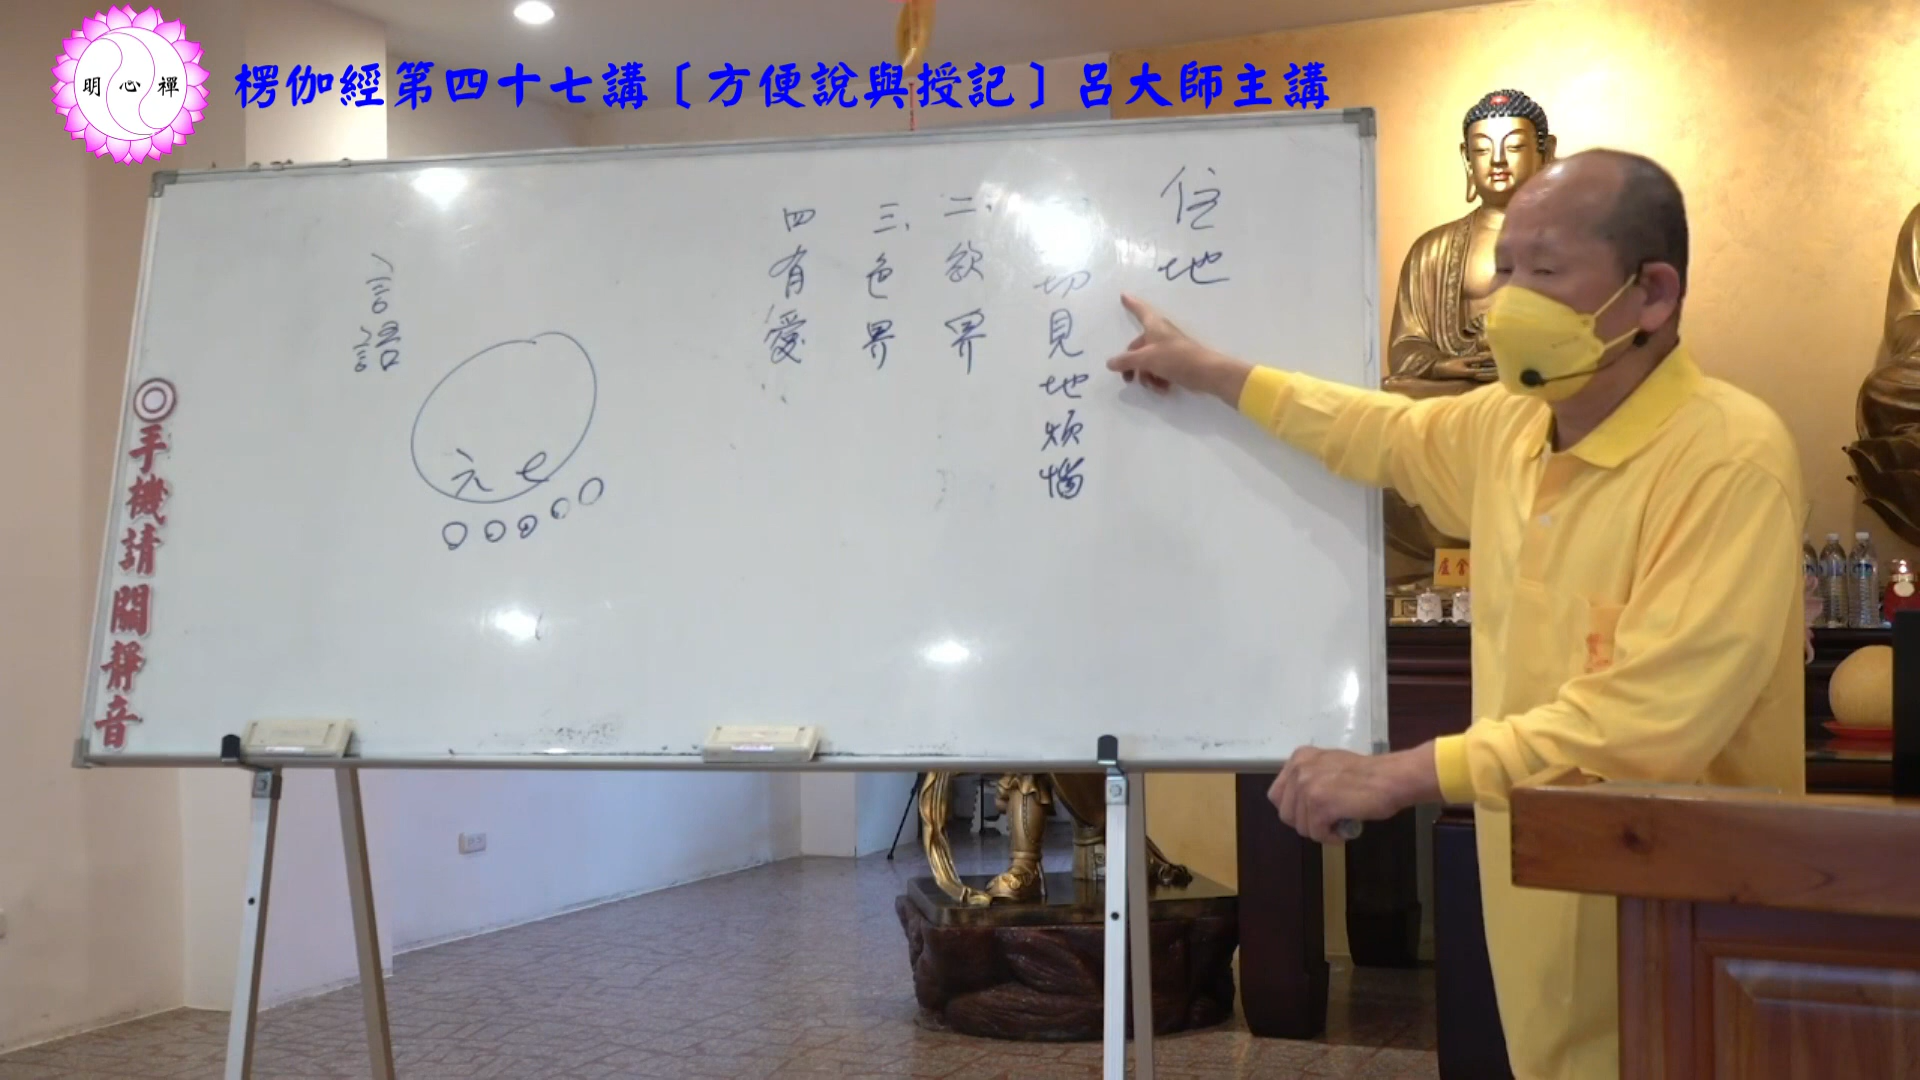 明心禪
楞伽經第四十七講〔方便說與授記〕呂大師主講
住地
切見地煩惱
二、欲界
三、色界
四有愛
言語
六七
◎手機請關靜音